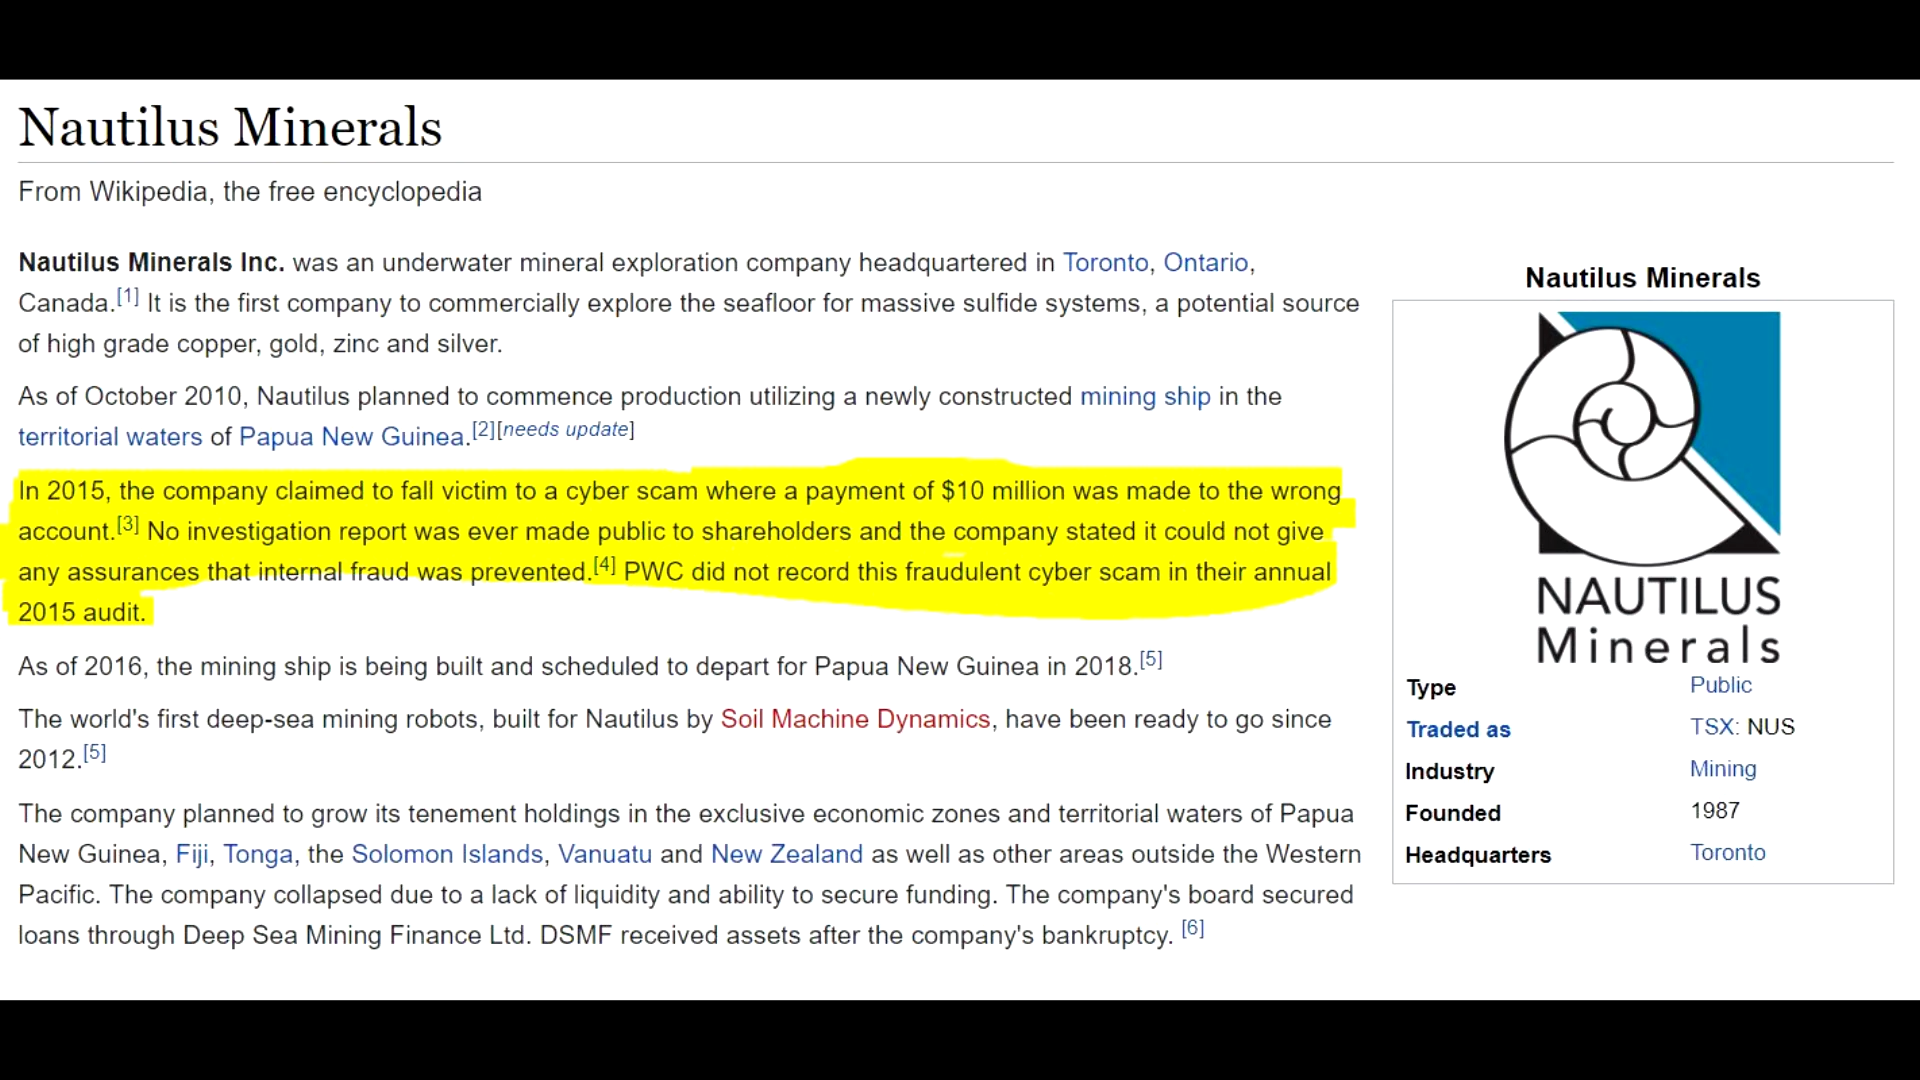 Nautilus Minerals
From Wikipedia, the free encyclopedia
Nautilus Minerals Inc. was an underwater mineral exploration company headquartered in Toronto, Ontario,
Canada.[1] It is the first company to commercially explore the seafloor for massive sulfide systems, a potential source
of high grade copper, gold, zinc and silver.
As of October 2010, Nautilus planned to commence production utilizing a newly constructed mining ship in the
territorial waters of Papua New Guinea.[2][needs update]
In 2015, the company claimed to fall victim to a cyber scam where a payment of $10 million was made to the wrong
account.[3] No investigation report was ever made public to shareholders and the company stated it could not give
any assurances that internal fraud was prevented.[4] PWC did not record this fraudulent cyber scam in their annual
2015 audit.
As of 2016, the mining ship is being built and scheduled to depart for Papua New Guinea in 2018.[5]
The world's first deep-sea mining robots, built for Nautilus by Soil Machine Dynamics, have been ready to go since
2012.[5]
The company planned to grow its tenement holdings in the exclusive economic zones and territorial waters of Papua
New Guinea, Fiji, Tonga, the Solomon Islands, Vanuatu and New Zealand as well as other areas outside the Western
Pacific. The company collapsed due to a lack of liquidity and ability to secure funding. The company's board secured
loans through Deep Sea Mining Finance Ltd. DSMF received assets after the company's bankruptcy. [6]
Nautilus Minerals
NAUTILUS
Minerals
Type Public
Traded as TSX: NUS
Industry Mining
Founded 1987
Headquarters Toronto